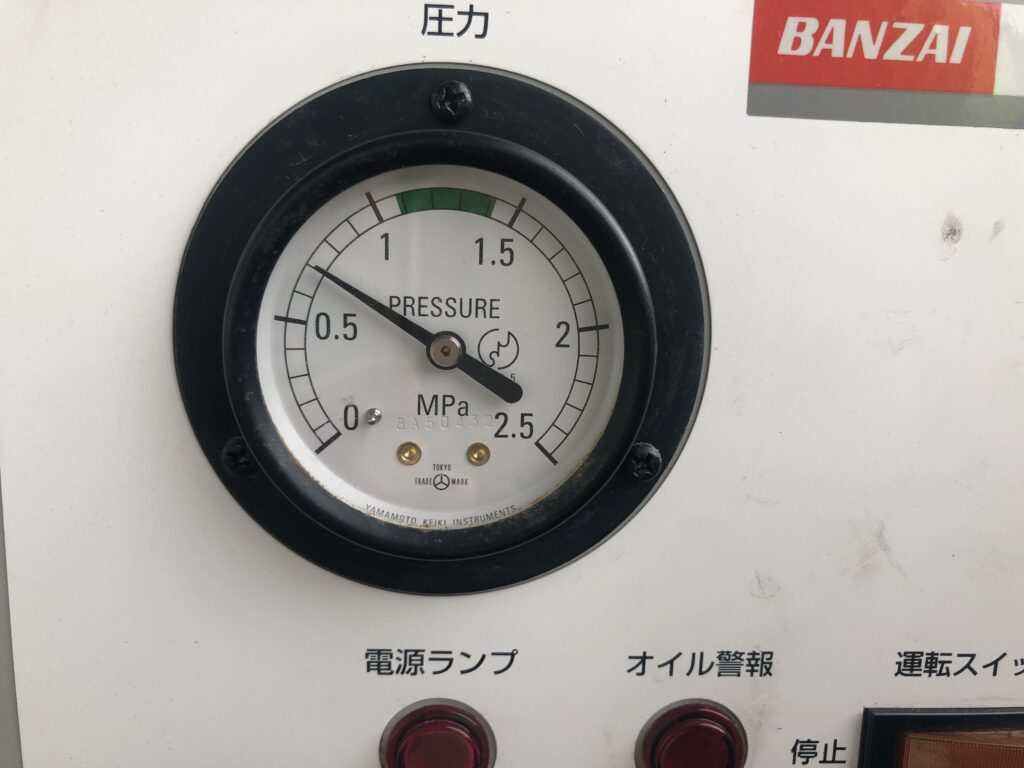 圧力
BANZAI
1
1.5
PRESSURE
0.5
2
MPa
0
2.5
8A50432
TOKYO
TRADE MARK
YAMAMOTO KEIKI INSTRUMENTS
電源ランプ
オイル警報
運転スイッ
停止